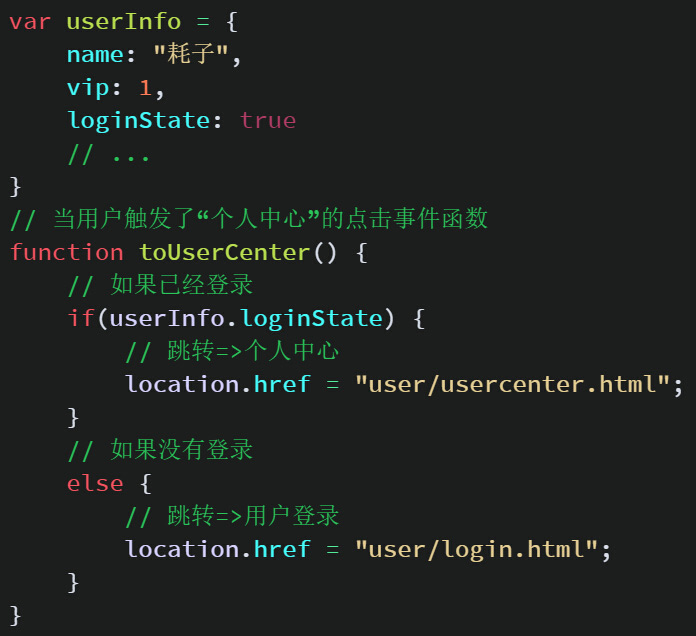 var userInfo = {
    name: "耗子",
    vip: 1,
    loginState: true
    // ...
}
// 当用户触发了“个人中心”的点击事件函数
function toUserCenter() {
    // 如果已经登录
    if(userInfo.loginState) {
        // 跳转=>个人中心
        location.href = "user/usercenter.html";
    }
    // 如果没有登录
    else {
        // 跳转=>用户登录
        location.href = "user/login.html";
    }
}